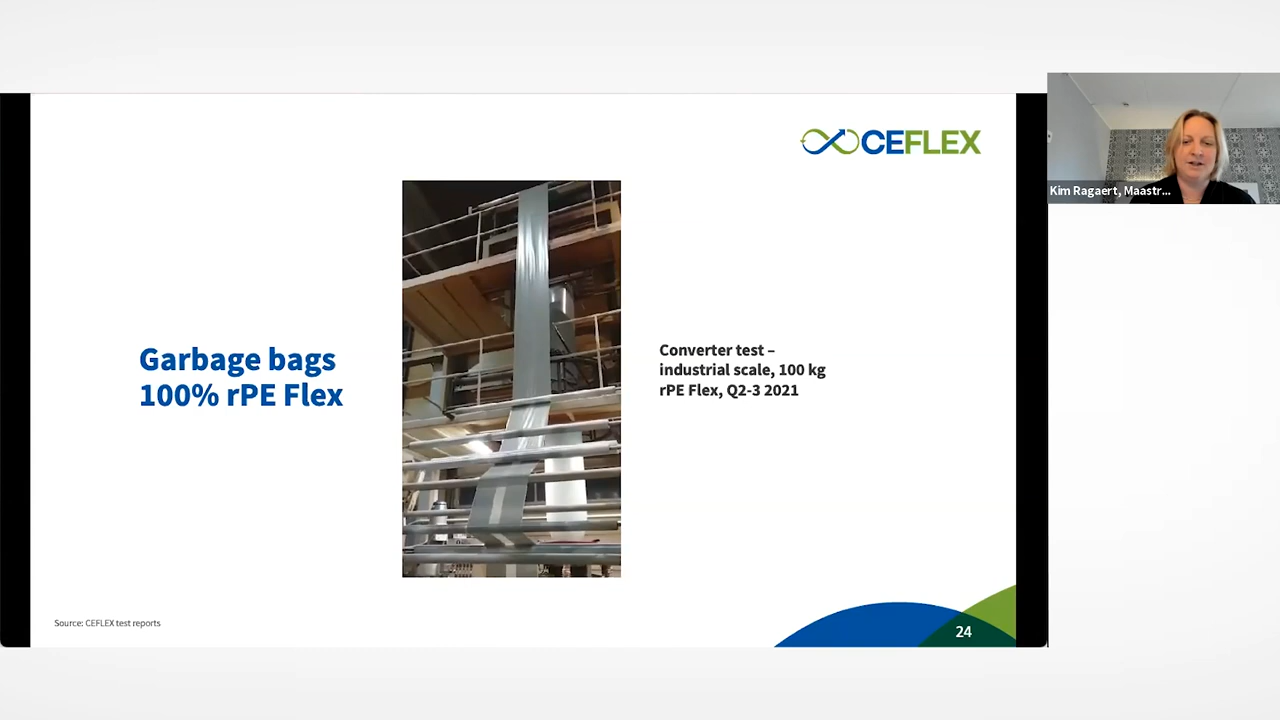 CEFLEX
Kim Ragaert, Maastr...
Garbage bags
100% rPE Flex
Converter test –
industrial scale, 100 kg
rPE Flex, Q2-3 2021
Source: CEFLEX test reports
24